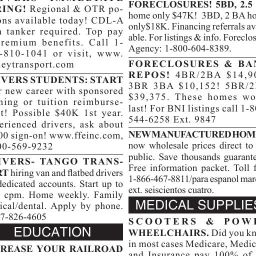 RING! Regional & OTR po-
ons available today! CDL-A
h tanker required. Top pay
remium benefits. Call 1-
-810-1041 or visit, www.
eytransport.com
VERS STUDENTS: START
r new career with sponsored
ning or tuition reimburse-
t! Possible $40K 1st year.
erienced drivers, ask about
00 sign-on! www.ffeinc.com,
00-569-9232
IVERS- TANGO TRANS-
RT hiring van and flatbed drivers
dedicated accounts. Start up to
cpm. Home weekly. Family
ical/dental. Apply by phone.
7-826-4605
EDUCATION
REASE YOUR RAILROAD
FORECLOSURES! 5BD, 2.5
home only $47K! 3BD, 2 BA ho
only$18K. Financing referrals av
able. For listings & info. Foreclos
Agency: 1-800-604-8389.
FORECLOSURES & BA
REPOS! 4BR/2BA $14,90
3BR 3BA $10,152! 5BR/2
$39,375. These homes wo
last! For BNI listings call 1-8
544-6258 Ext. 9847
NEW MANUFACTURED HOM
now wholesale prices direct to
public. Save thousands guarante
Free information packet. Toll f
1-866-467-8811/para espanol mar
ext. seiscientos cuatro.
MEDICAL SUPPLIES
SCOOTERS & POW
WHEELCHAIRS. Did you kn
in most cases Medicare, Medic
and Insurance pay 100% of